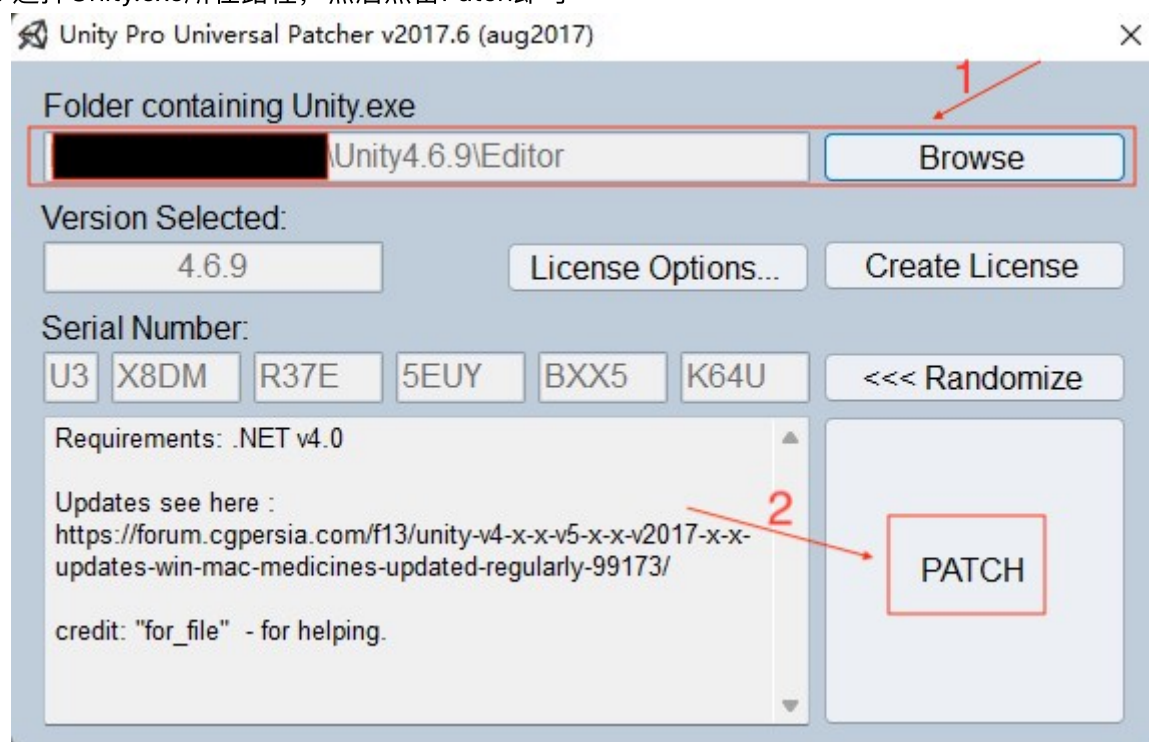 Unity Pro Universal Patcher v2017.6 (aug2017)
1
Folder containing Unity.exe
\Unity4.6.9\Editor
Browse
Version Selected:
4.6.9
License Options...
Create License
Serial Number:
U3 X8DM R37E 5EUY BXX5 K64U
<<< Randomize
Requirements: .NET v4.0
Updates see here :
https://forum.cgpersia.com/f13/unity-v4-x-x-v5-x-x-v2017-x-x-
updates-win-mac-medicines-updated-regularly-99173/
credit: "for_file"  - for helping.
2
PATCH